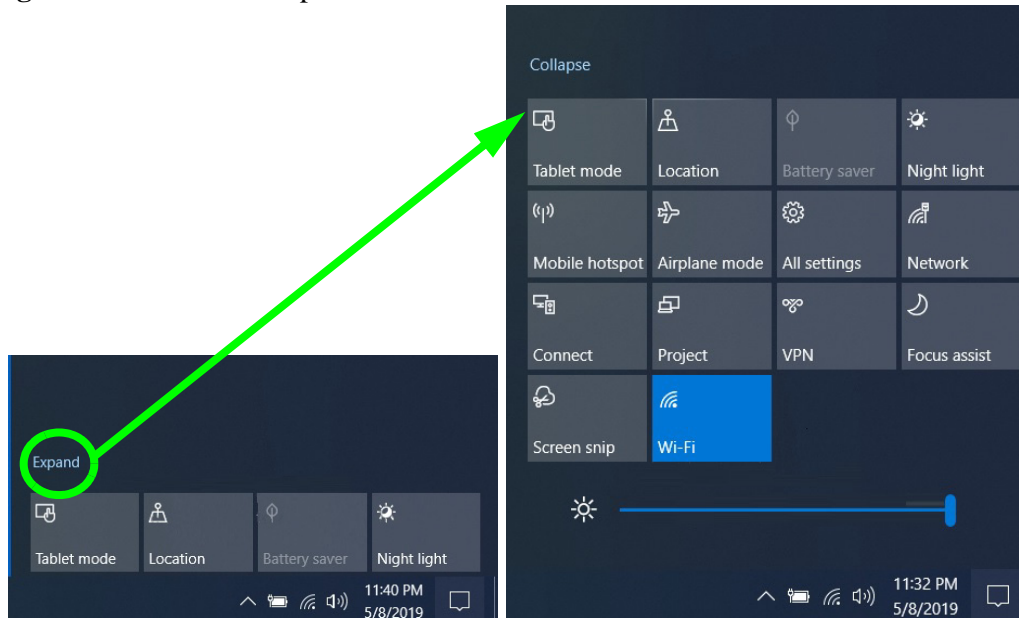 Collapse
Tablet mode Location Battery saver Night light
Mobile hotspot Airplane mode All settings Network
Connect Project VPN Focus assist
Screen snip Wi-Fi
11:32 PM
5/8/2019
Expand
Tablet mode Location Battery saver Night light
11:40 PM
5/8/2019